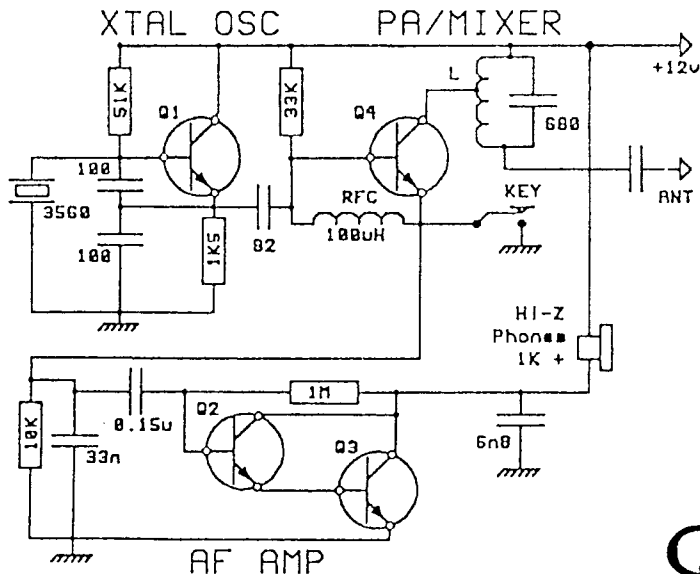 XTAL OSC
PA/MIXER
+12v
51K
Q1
33K
Q4
L
680
100
3560
100
1K5
82
RFC
100uH
KEY
ANT
HI-Z
Phones
1K +
10K
33n
0.15u
Q2
1M
Q3
6n8
AF AMP